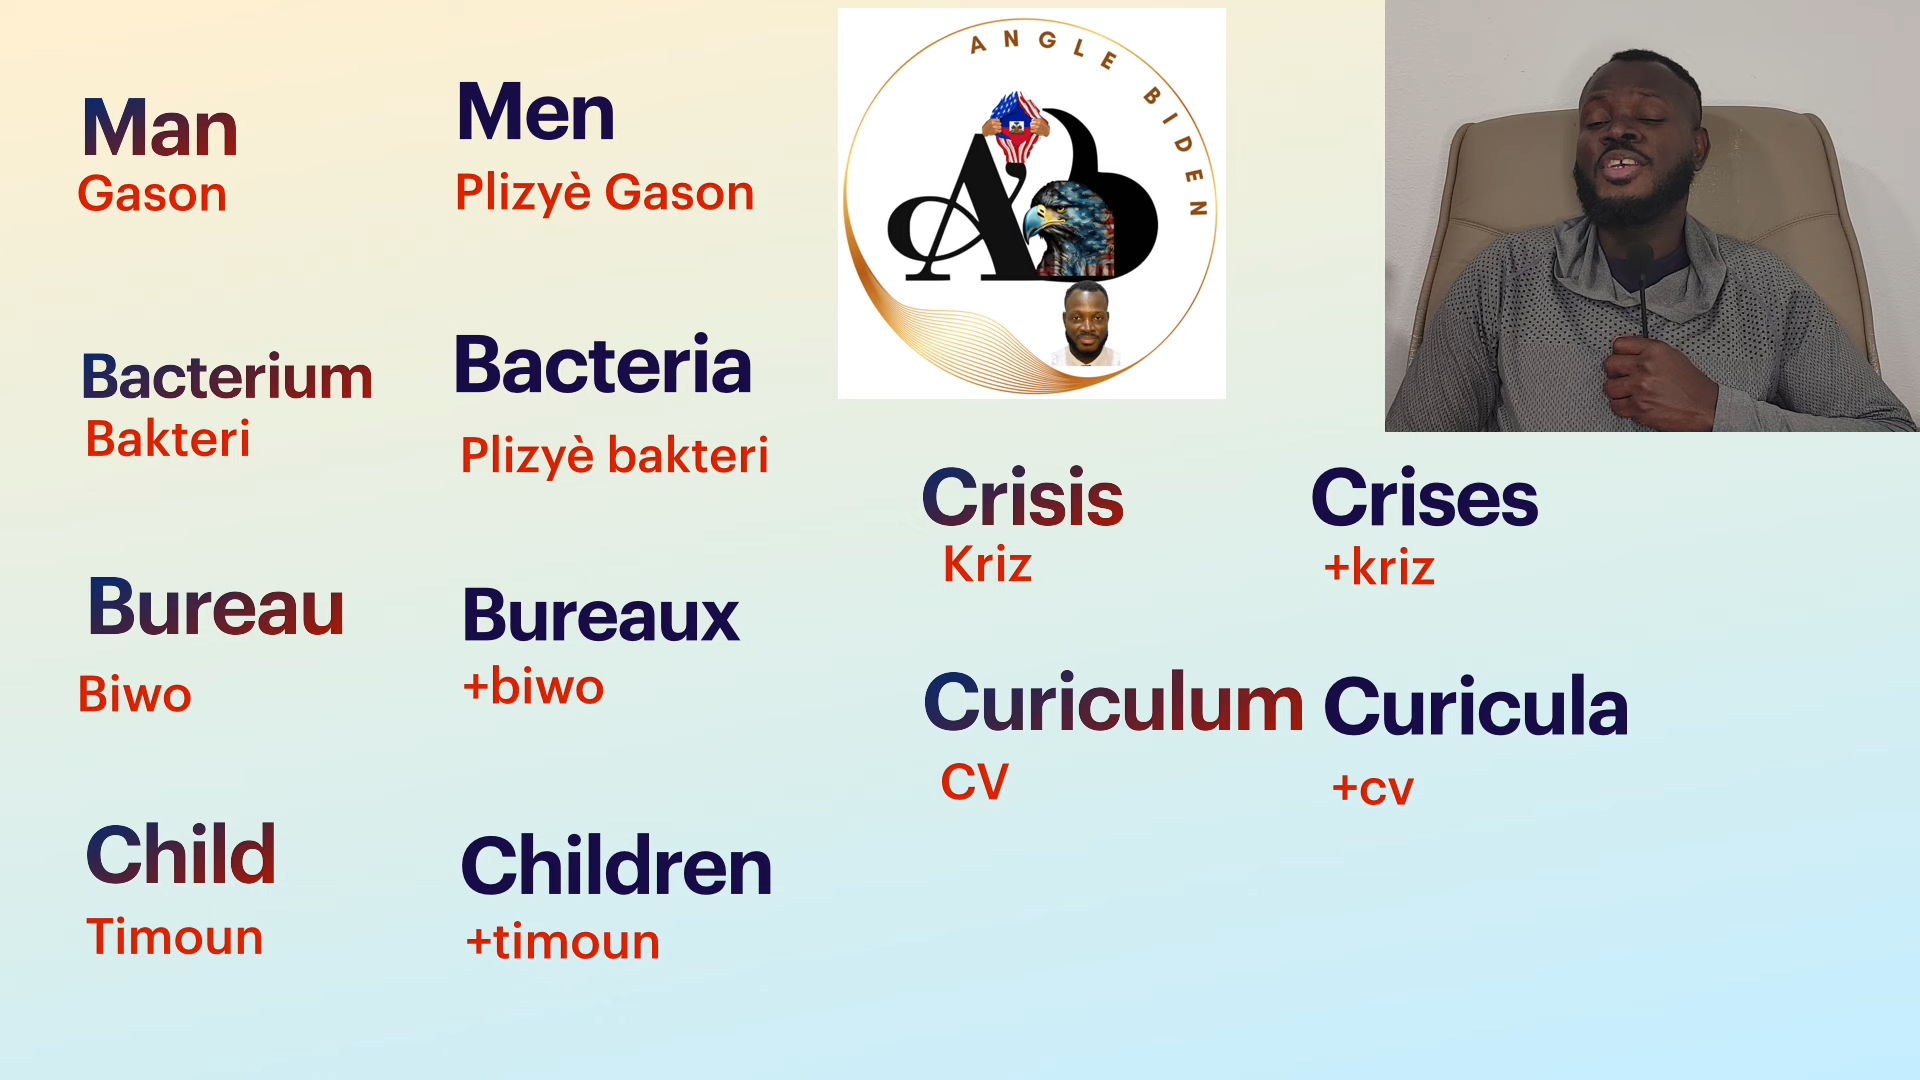 Man
Gason
Men
Plizyè Gason
ANGLE BIDEN
AB
Bacterium
Bakteri
Bacteria
Plizyè bakteri
Bureau
Biwo
Bureaux
+biwo
Child
Timoun
Children
+timoun
Crisis
Kriz
Crises
+kriz
Curiculum
CV
Curicula
+cv